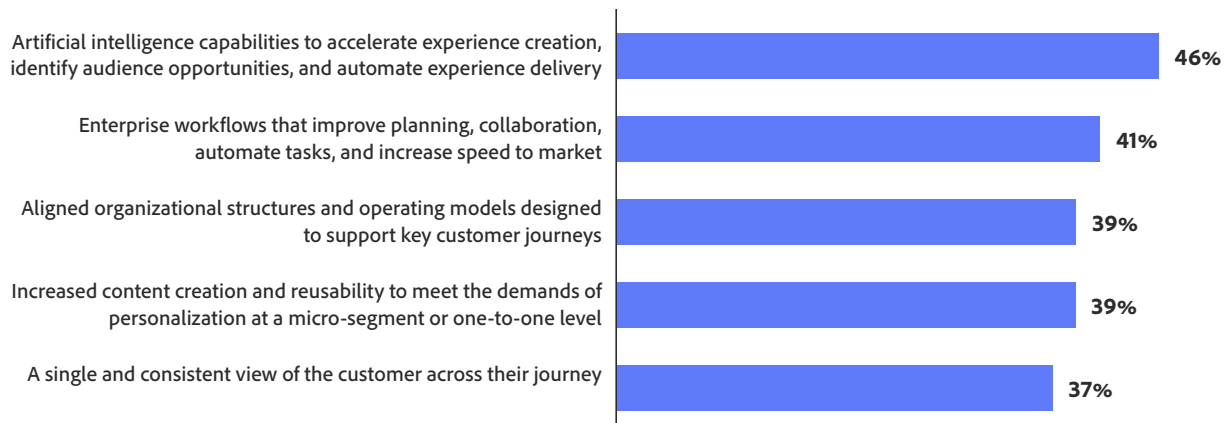 Artificial intelligence capabilities to accelerate experience creation,
identify audience opportunities, and automate experience delivery
46%
Enterprise workflows that improve planning, collaboration,
automate tasks, and increase speed to market
41%
Aligned organizational structures and operating models designed
to support key customer journeys
39%
Increased content creation and reusability to meet the demands of
personalization at a micro-segment or one-to-one level
39%
A single and consistent view of the customer across their journey
37%